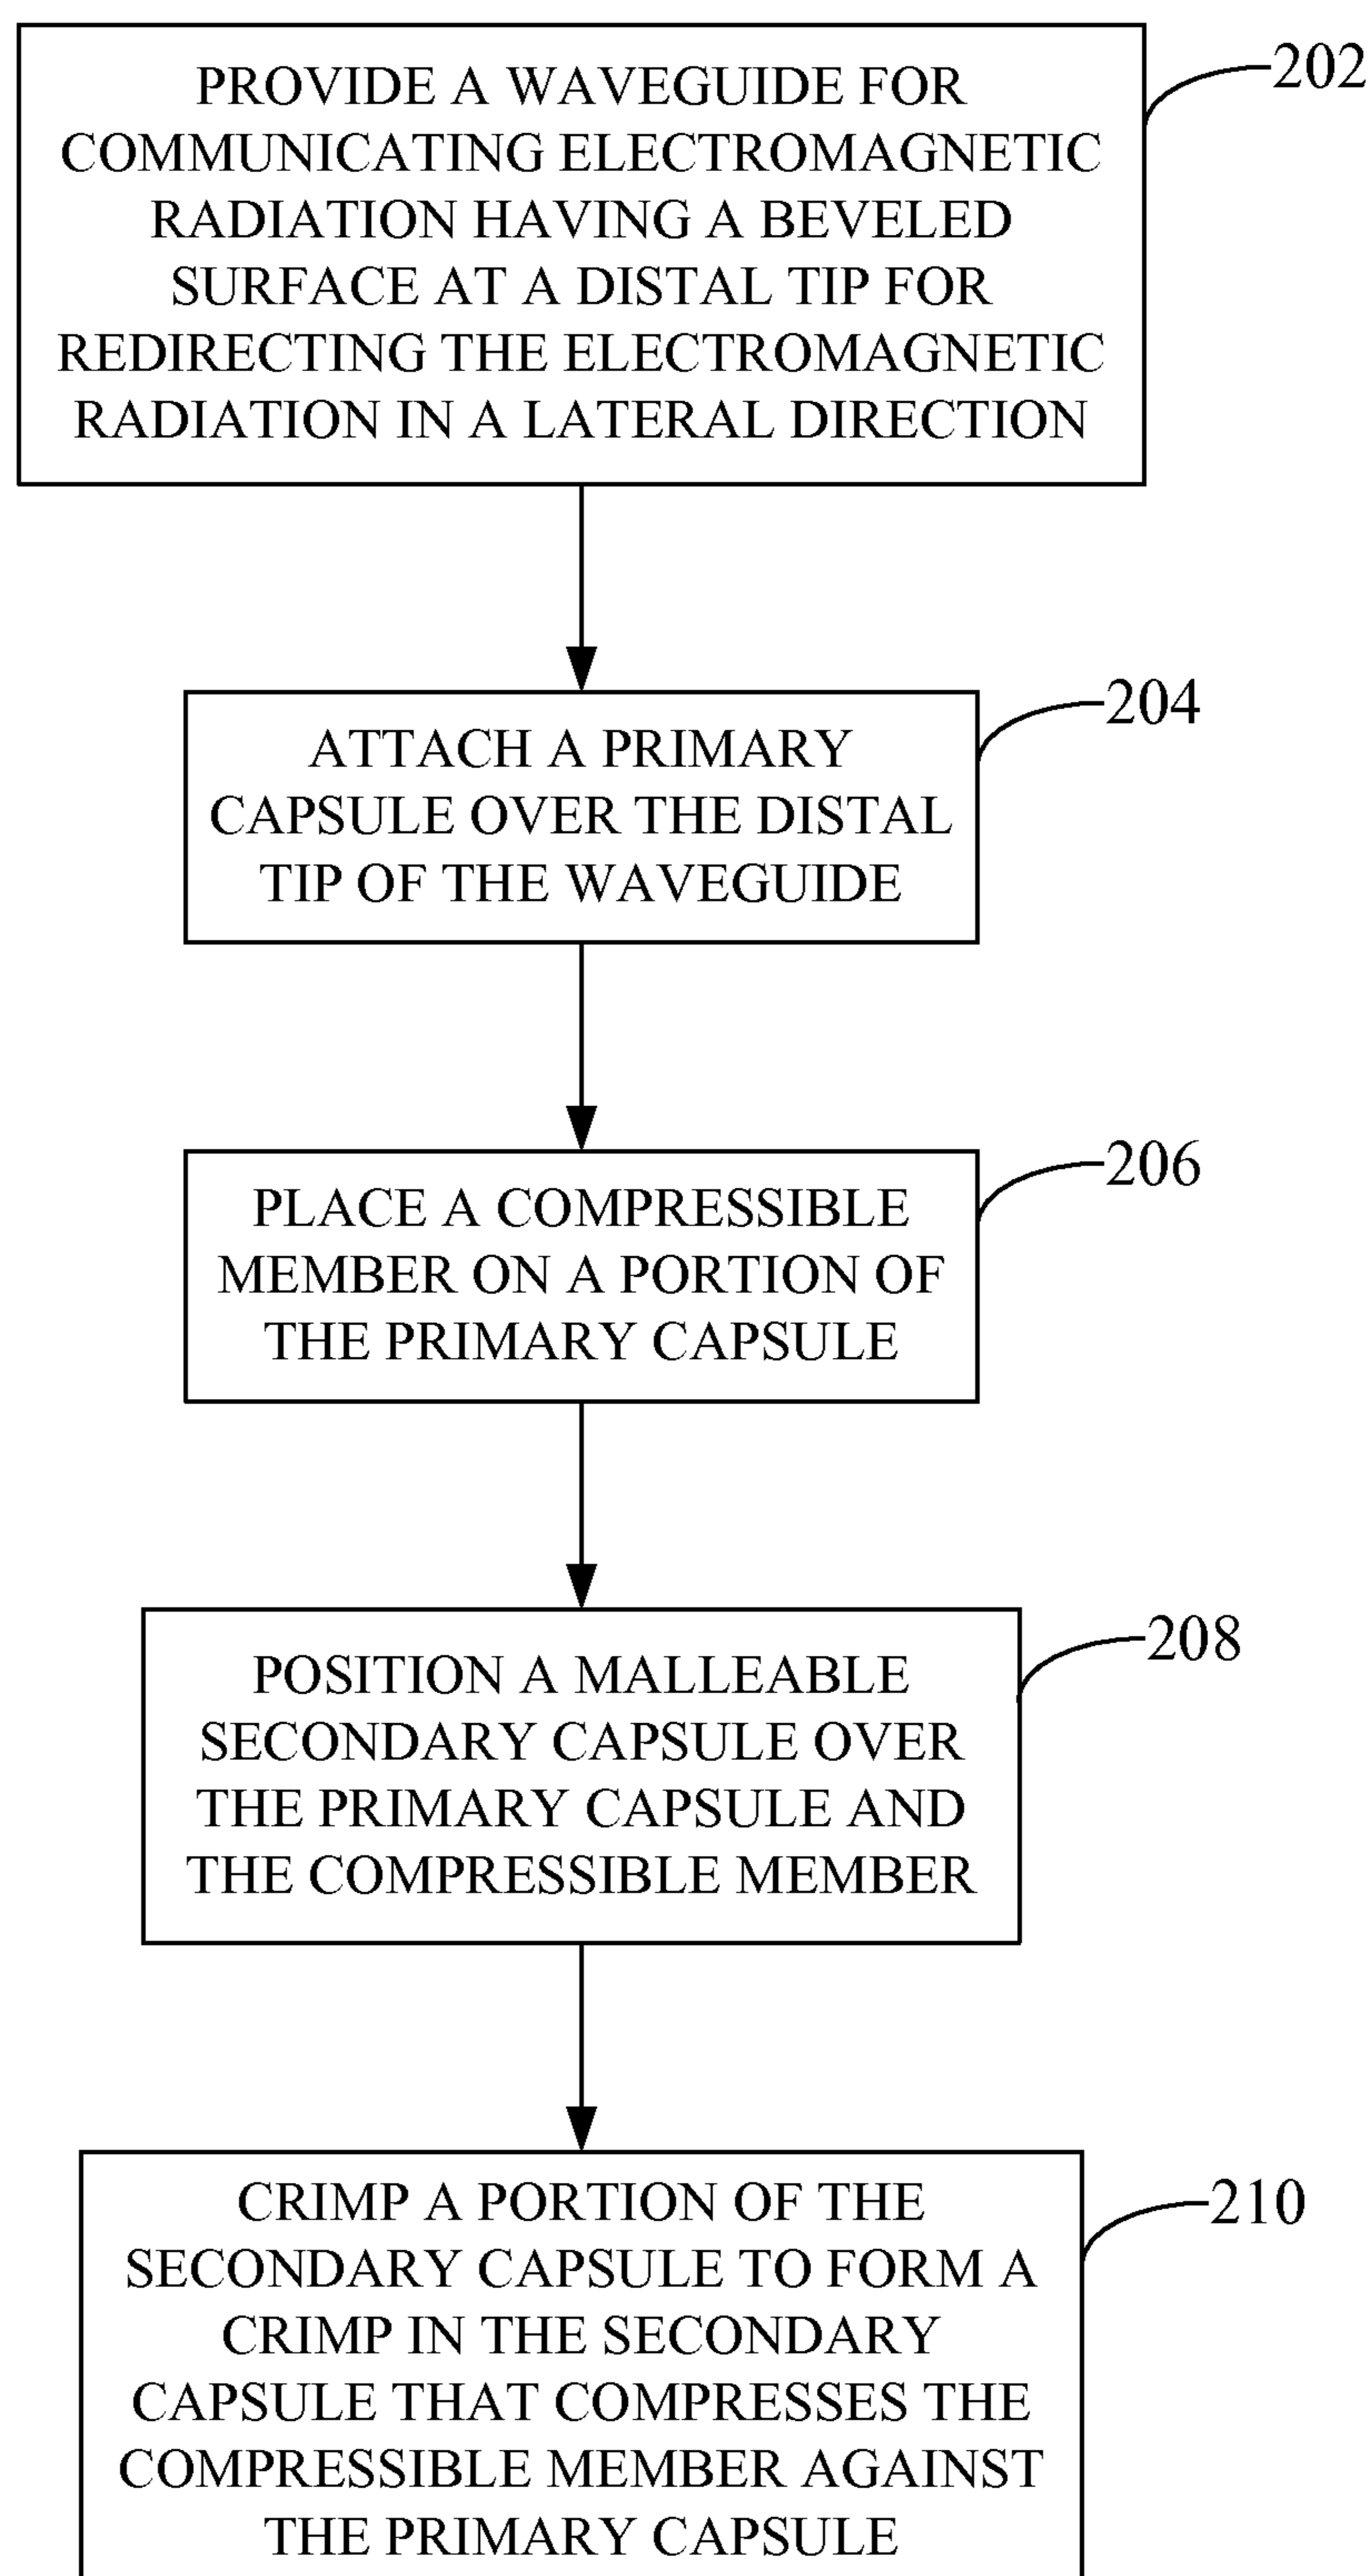 PROVIDE A WAVEGUIDE FOR
COMMUNICATING ELECTROMAGNETIC
RADIATION HAVING A BEVELED
SURFACE AT A DISTAL TIP FOR
REDIRECTING THE ELECTROMAGNETIC
RADIATION IN A LATERAL DIRECTION
202
ATTACH A PRIMARY
CAPSULE OVER THE DISTAL
TIP OF THE WAVEGUIDE
204
PLACE A COMPRESSIBLE
MEMBER ON A PORTION OF
THE PRIMARY CAPSULE
206
POSITION A MALLEABLE
SECONDARY CAPSULE OVER
THE PRIMARY CAPSULE AND
THE COMPRESSIBLE MEMBER
208
CRIMP A PORTION OF THE
SECONDARY CAPSULE TO FORM A
CRIMP IN THE SECONDARY
CAPSULE THAT COMPRESSES THE
COMPRESSIBLE MEMBER AGAINST
THE PRIMARY CAPSULE
210